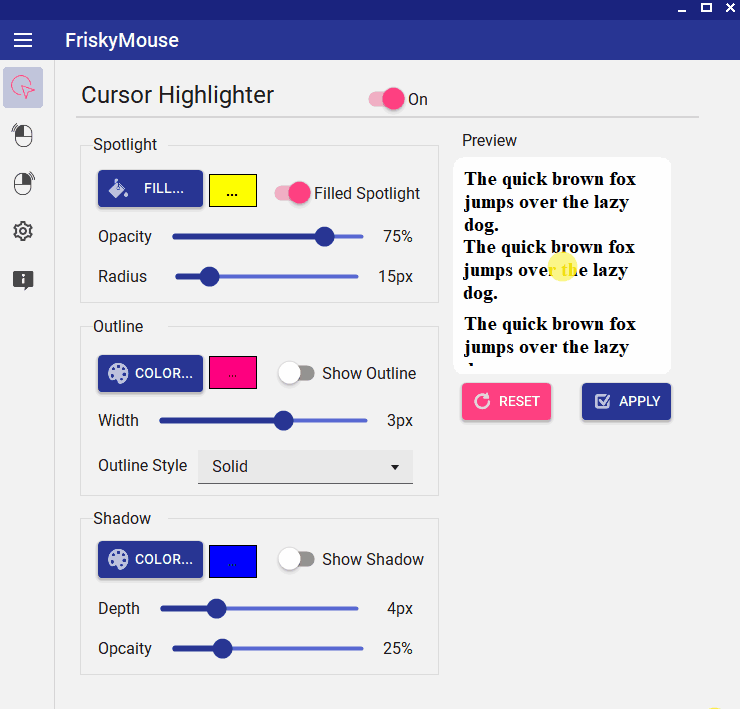 FriskyMouse
Cursor Highlighter
On
Spotlight
FILL...
...
Filled Spotlight
Opacity
75%
Radius
15px
Outline
COLOR...
...
Show Outline
Width
3px
Outline Style
Solid
Shadow
COLOR...
...
Show Shadow
Depth
4px
Opcaity
25%
Preview
The quick brown fox
jumps over the lazy
dog.
The quick brown fox
jumps over the lazy
dog.
The quick brown fox
jumps over the lazy
RESET
APPLY